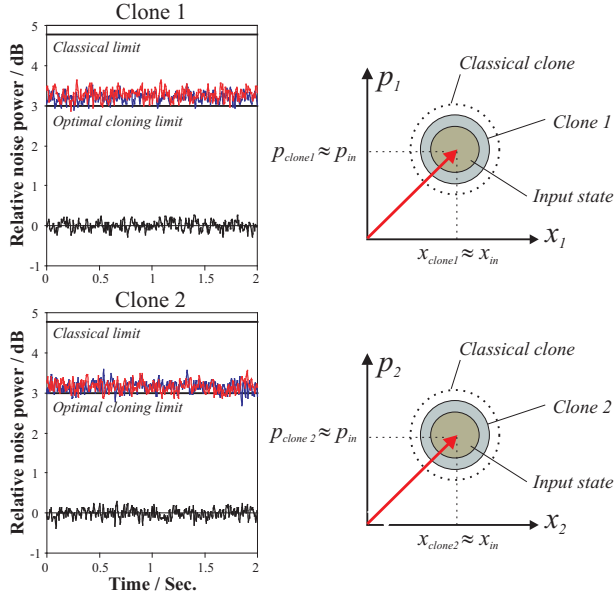 Clone 1
Relative noise power / dB
5
4
3
2
1
0
-1
Classical limit
Optimal cloning limit
0
0.5
1
1.5
2
p1
Classical clone
Clone 1
Input state
pclone1 ≈ pin
x1
xclone1 ≈ xin
Clone 2
Relative noise power / dB
5
4
3
2
1
0
-1
Classical limit
Optimal cloning limit
0
0.5
1
1.5
2
Time / Sec.
p2
Classical clone
Clone 2
Input state
pclone 2 ≈ pin
x2
xclone2 ≈ xin